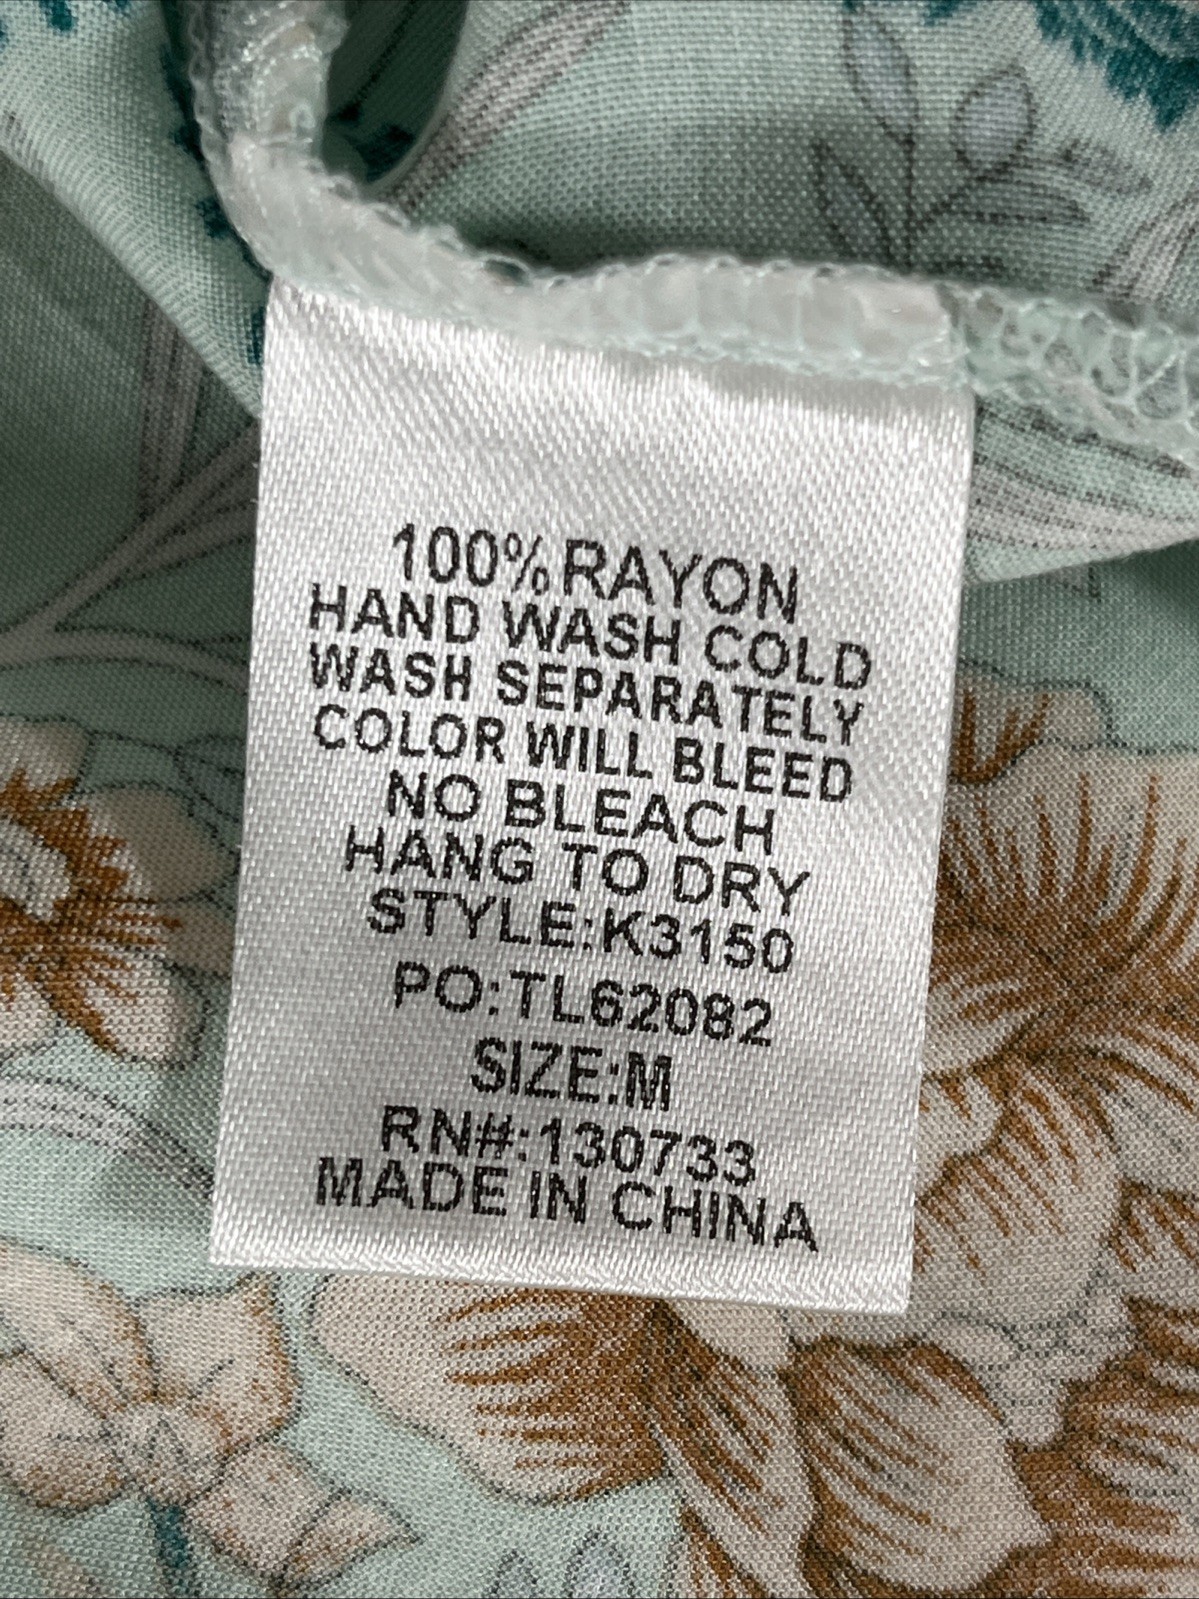 100% RAYON
HAND WASH COLD
WASH SEPARATELY
COLOR WILL BLEED
NO BLEACH
HANG TO DRY
STYLE:K3150
PO:TL62082
SIZE:M
RN#:130733
MADE IN CHINA